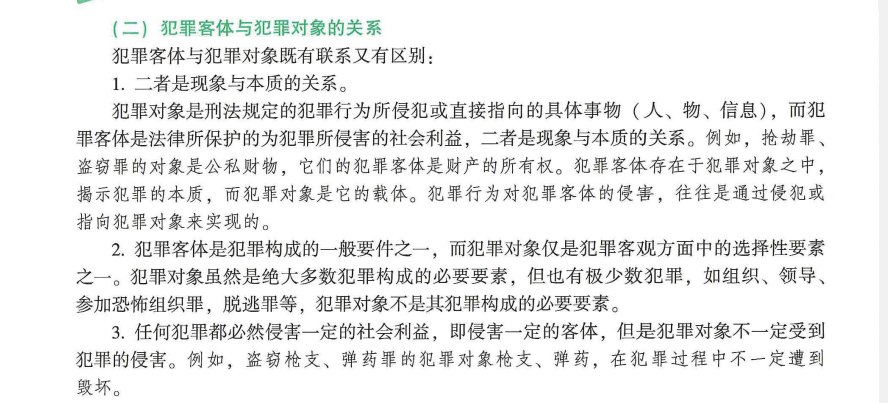 (二) 犯罪客体与犯罪对象的关系
犯罪客体与犯罪对象既有联系又有区别：
1. 二者是现象与本质的关系。
犯罪对象是刑法规定的犯罪行为所侵犯或直接指向的具体事物（人、物、信息），而犯
罪客体是法律所保护的为犯罪所侵害的社会利益，二者是现象与本质的关系。例如，抢劫罪、
盗窃罪的对象是公私财物，它们的犯罪客体是财产的所有权。犯罪客体存在于犯罪对象之中，
揭示犯罪的本质，而犯罪对象是它的载体。犯罪行为对犯罪客体的侵害，往往是通过侵犯或
指向犯罪对象来实现的。
2. 犯罪客体是犯罪构成的一般要件之一，而犯罪对象仅是犯罪客观方面中的选择性要素
之一。犯罪对象虽然是绝大多数犯罪构成的必要要素，但也有极少数犯罪，如组织、领导、
参加恐怖组织罪，脱逃罪等，犯罪对象不是其犯罪构成的必要要素。
3. 任何犯罪都必然侵害一定的社会利益，即侵害一定的客体，但是犯罪对象不一定受到
犯罪的侵害。例如，盗窃枪支、弹药罪的犯罪对象枪支、弹药，在犯罪过程中不一定遭到
毁坏。